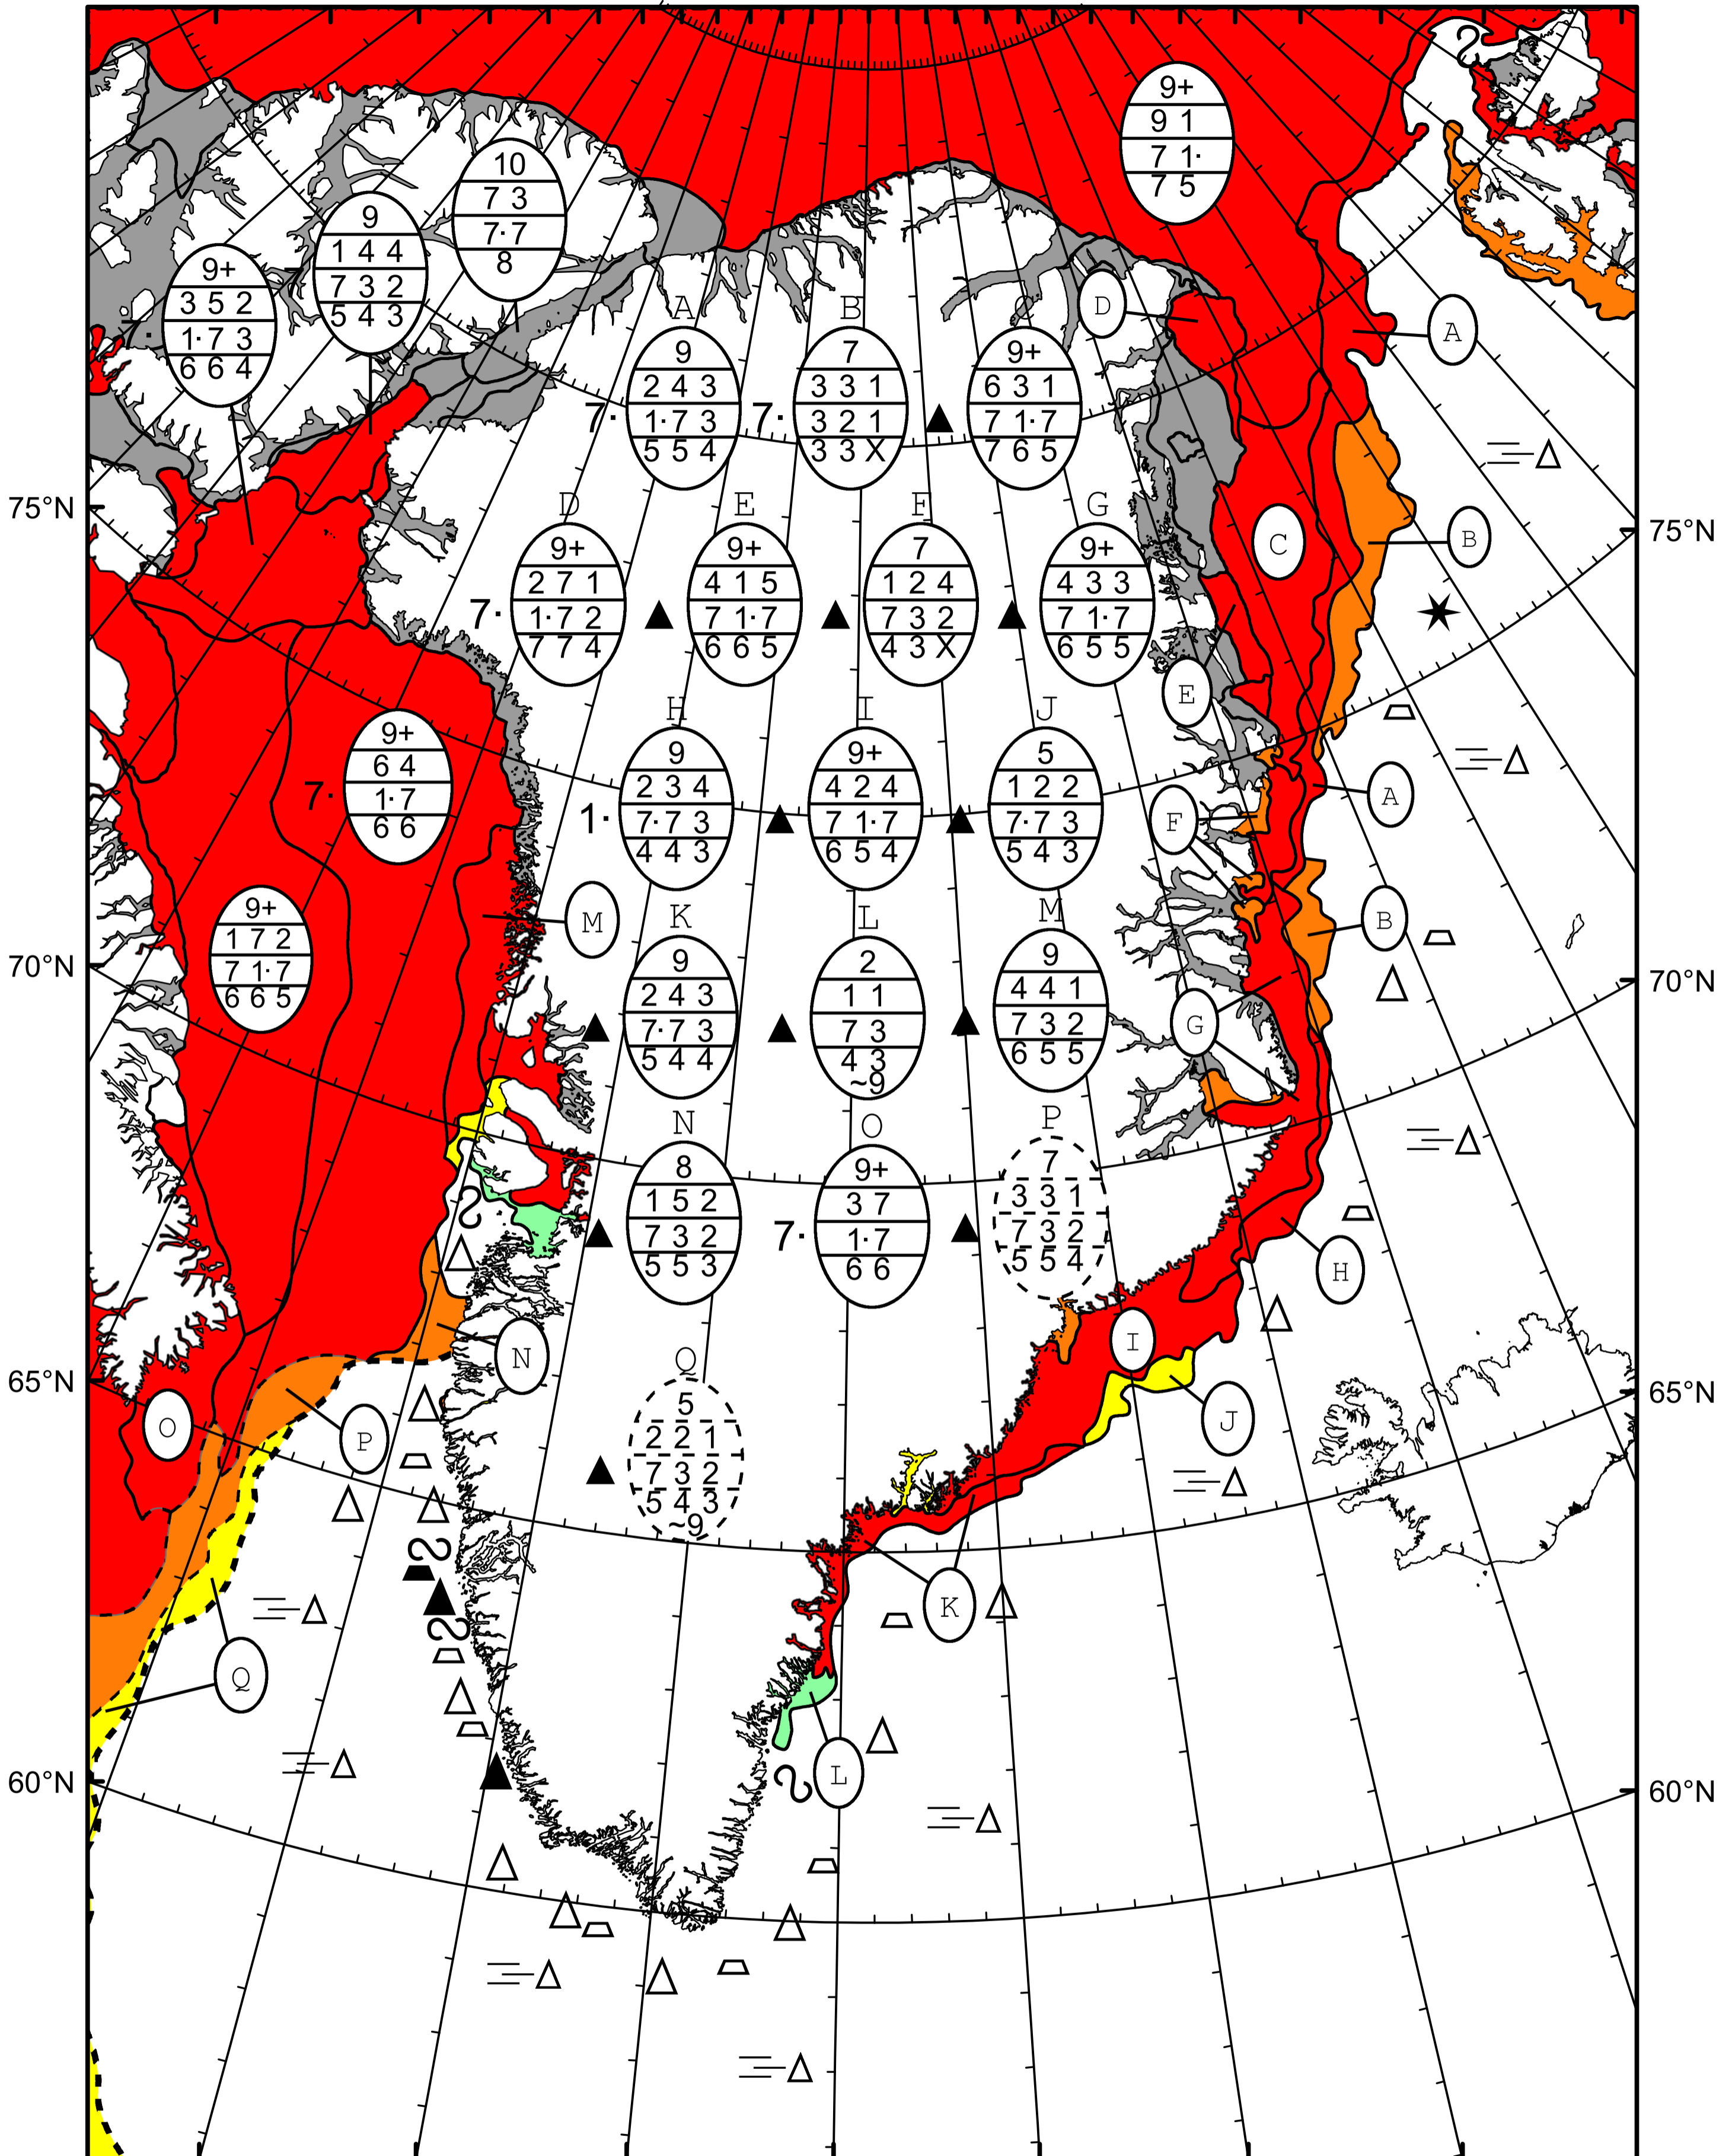 9+
9 1
7 1·
7 5
10
7 3
7·7
8
9
1 4 4
7 3 2
5 4 3
9+
3 5 2
1·7 3
6 6 4
D
A
A
9
2 4 3
7·
1·7 3
5 5 4
B
7
3 3 1
7·
3 2 1
3 3 X
C
9+
6 3 1
7 1·7
7 6 5
75°N
75°N
C
B
D
9+
2 7 1
7·
1·7 2
7 7 4
E
9+
4 1 5
7 1·7
6 6 5
F
7
1 2 4
7 3 2
4 3 X
G
9+
4 3 3
7 1·7
6 5 5
E
9+
6 4
7·
1·7
6 6
H
9
2 3 4
1·
7·7 3
4 4 3
I
9+
4 2 4
7 1·7
6 5 4
J
5
1 2 2
7·7 3
5 4 3
A
F
9+
1 7 2
7 1·7
6 6 5
M
B
K
9
2 4 3
7·7 3
5 4 4
L
2
1 1
7 3
4 3
~9
M
9
4 4 1
7 3 2
6 5 5
70°N
70°N
G
N
8
1 5 2
7 3 2
5 5 3
O
9+
3 7
7·
1·7
6 6
P
7
3 3 1
7 3 2
5 5 4
H
I
N
65°N
65°N
O
P
J
Q
5
2 2 1
7 3 2
5 4 3
~9
K
Q
L
60°N
60°N